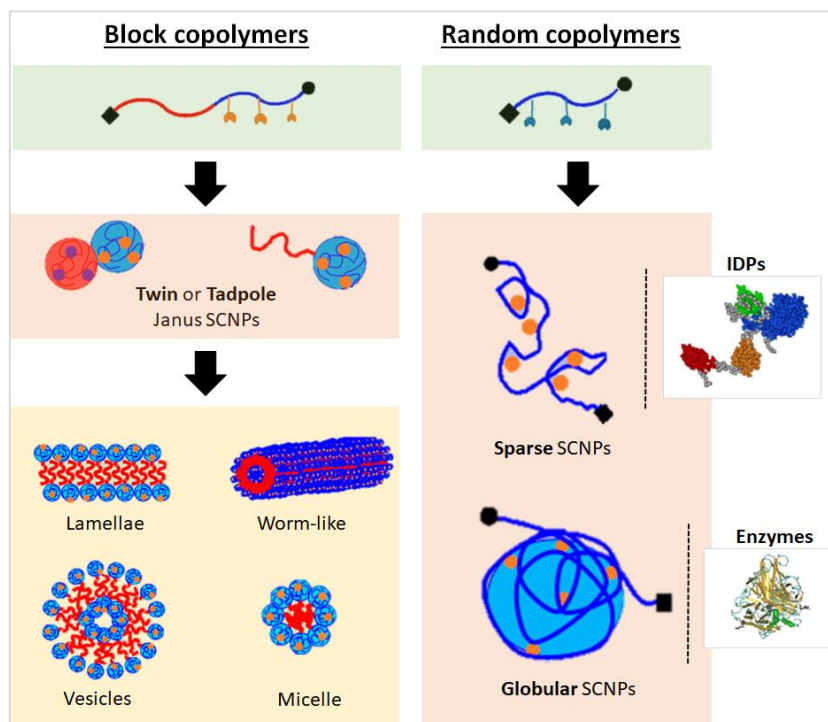 Block copolymers
Random copolymers
Twin or Tadpole
Janus SCNPs
Lamellae
Worm-like
Vesicles
Micelle
IDPs
Sparse SCNPs
Enzymes
Globular SCNPs